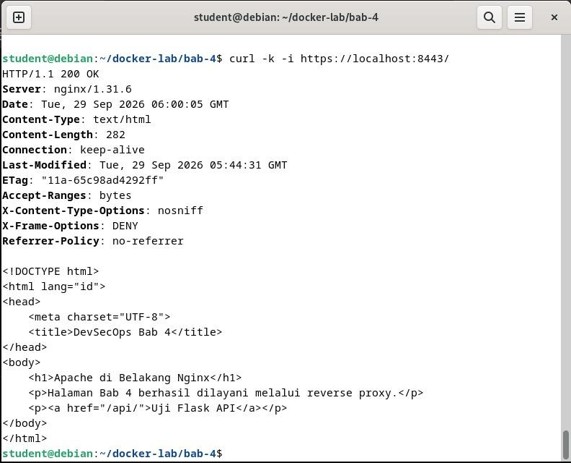 student@debian: ~/docker-lab/bab-4
student@debian:~/docker-lab/bab-4$ curl -k -i https://localhost:8443/
HTTP/1.1 200 OK
Server: nginx/1.31.6
Date: Tue, 29 Sep 2026 06:00:05 GMT
Content-Type: text/html
Content-Length: 282
Connection: keep-alive
Last-Modified: Tue, 29 Sep 2026 05:44:31 GMT
ETag: "11a-65c98ad4292ff"
Accept-Ranges: bytes
X-Content-Type-Options: nosniff
X-Frame-Options: DENY
Referrer-Policy: no-referrer
<!DOCTYPE html>
<html lang="id">
<head>
    <meta charset="UTF-8">
    <title>DevSecOps Bab 4</title>
</head>
<body>
    <h1>Apache di Belakang Nginx</h1>
    <p>Halaman Bab 4 berhasil dilayani melalui reverse proxy.</p>
    <p><a href="/api/">Uji Flask API</a></p>
</body>
</html>
student@debian:~/docker-lab/bab-4$